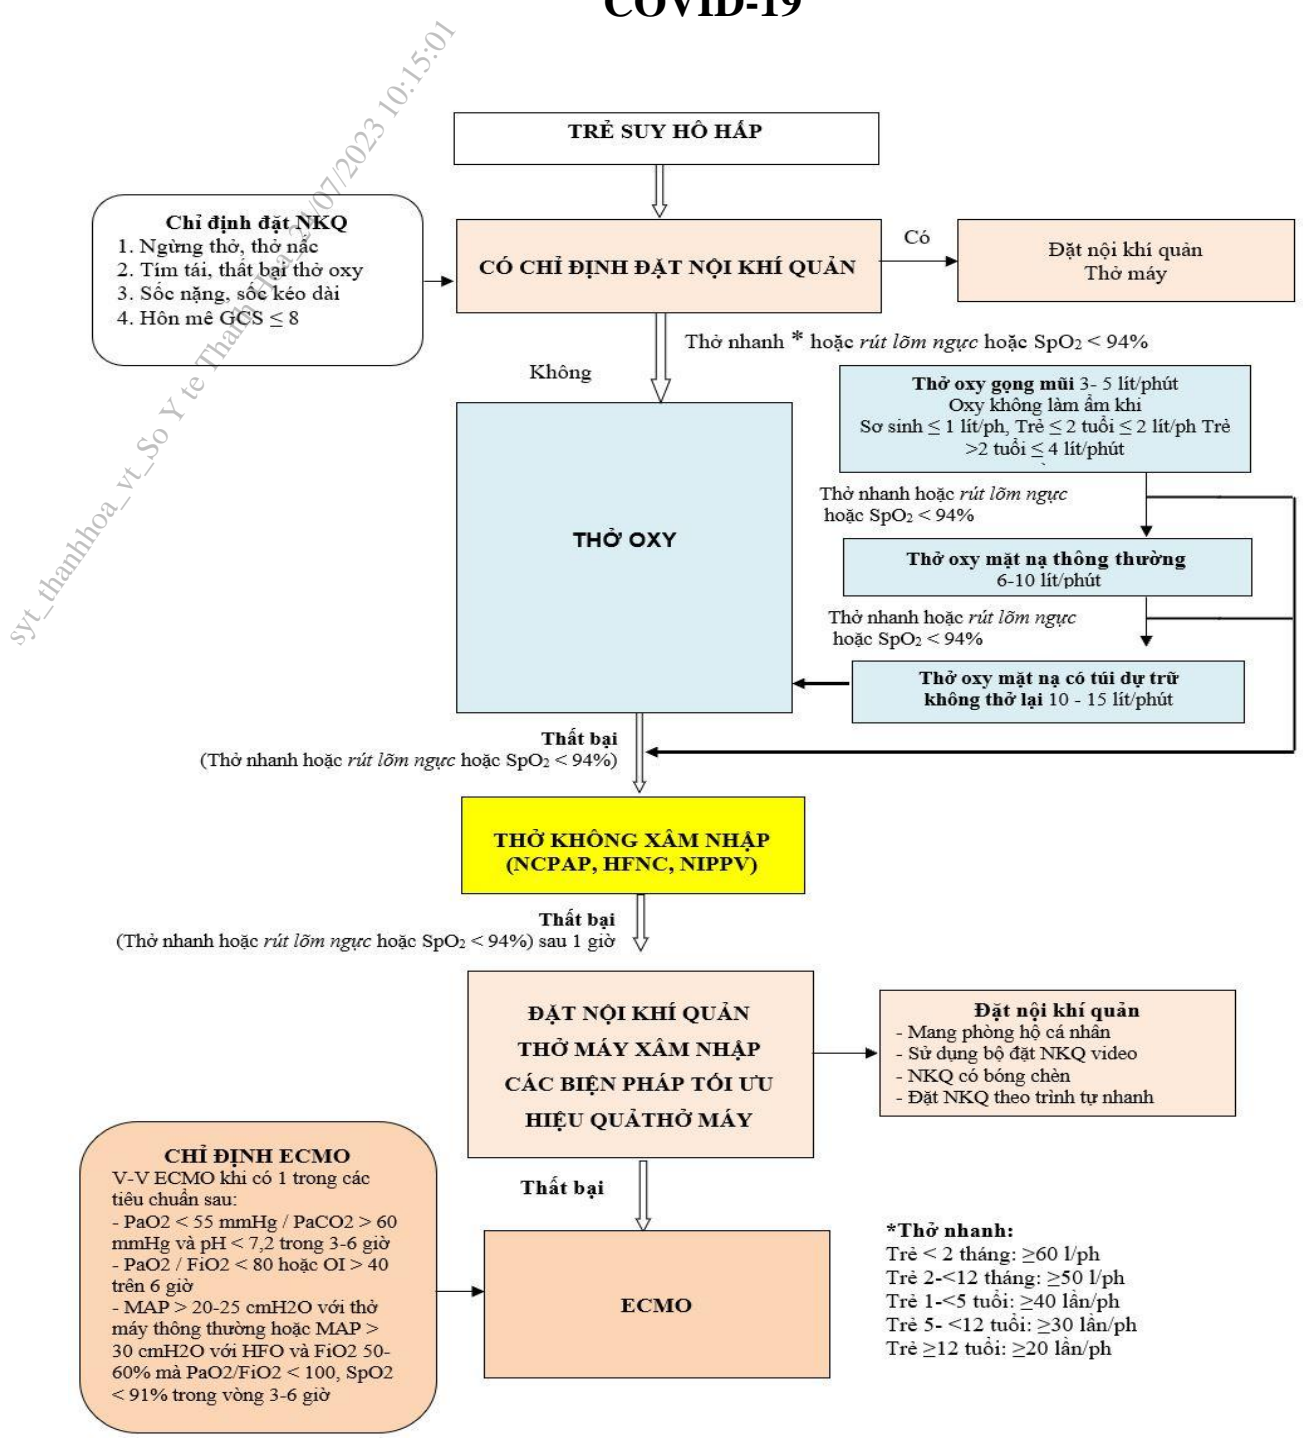 COVID-19
syt_thanhhoa_vt_So Y te Thanh Hoa_24/07/2023 10:15:01
TRẺ SUY HÔ HẤP
Chỉ định đặt NKQ
1. Ngừng thở, thở nấc
2. Tím tái, thất bại thở oxy
3. Sốc nặng, sốc kéo dài
4. Hôn mê GCS ≤ 8
CÓ CHỈ ĐỊNH ĐẶT NỘI KHÍ QUẢN
Có
Đặt nội khí quản
Thở máy
Thở nhanh * hoặc rút lõm ngực hoặc SpO₂ < 94%
Không
THỞ OXY
Thở oxy gọng mũi 3- 5 lít/phút
Oxy không làm ẩm khi
Sơ sinh ≤ 1 lít/ph, Trẻ ≤ 2 tuổi ≤ 2 lít/ph Trẻ
>2 tuổi ≤ 4 lít/phút
Thở nhanh hoặc rút lõm ngực
hoặc SpO₂ < 94%
Thở oxy mặt nạ thông thường
6-10 lít/phút
Thở nhanh hoặc rút lõm ngực
hoặc SpO₂ < 94%
Thở oxy mặt nạ có túi dự trữ
không thở lại 10 - 15 lít/phút
Thất bại
(Thở nhanh hoặc rút lõm ngực hoặc SpO₂ < 94%)
THỞ KHÔNG XÂM NHẬP
(NCPAP, HFNC, NIPPV)
Thất bại
(Thở nhanh hoặc rút lõm ngực hoặc SpO₂ < 94%) sau 1 giờ
ĐẶT NỘI KHÍ QUẢN
THỞ MÁY XÂM NHẬP
CÁC BIỆN PHÁP TỐI ƯU
HIỆU QUẢTHỞ MÁY
Đặt nội khí quản
- Mang phòng hộ cá nhân
- Sử dụng bộ đặt NKQ video
- NKQ có bóng chèn
- Đặt NKQ theo trình tự nhanh
Thất bại
CHỈ ĐỊNH ECMO
V-V ECMO khi có 1 trong các
tiêu chuẩn sau:
- PaO2 < 55 mmHg / PaCO2 > 60
mmHg và pH < 7,2 trong 3-6 giờ
- PaO2 / FiO2 < 80 hoặc OI > 40
trên 6 giờ
- MAP > 20-25 cmH2O với thở
máy thông thường hoặc MAP >
30 cmH2O với HFO và FiO2 50-
60% mà PaO2/FiO2 < 100, SpO2
< 91% trong vòng 3-6 giờ
ECMO
*Thở nhanh:
Trẻ < 2 tháng: ≥60 l/ph
Trẻ 2-<12 tháng: ≥50 l/ph
Trẻ 1-<5 tuổi: ≥40 lần/ph
Trẻ 5- <12 tuổi: ≥30 lần/ph
Trẻ ≥12 tuổi: ≥20 lần/ph